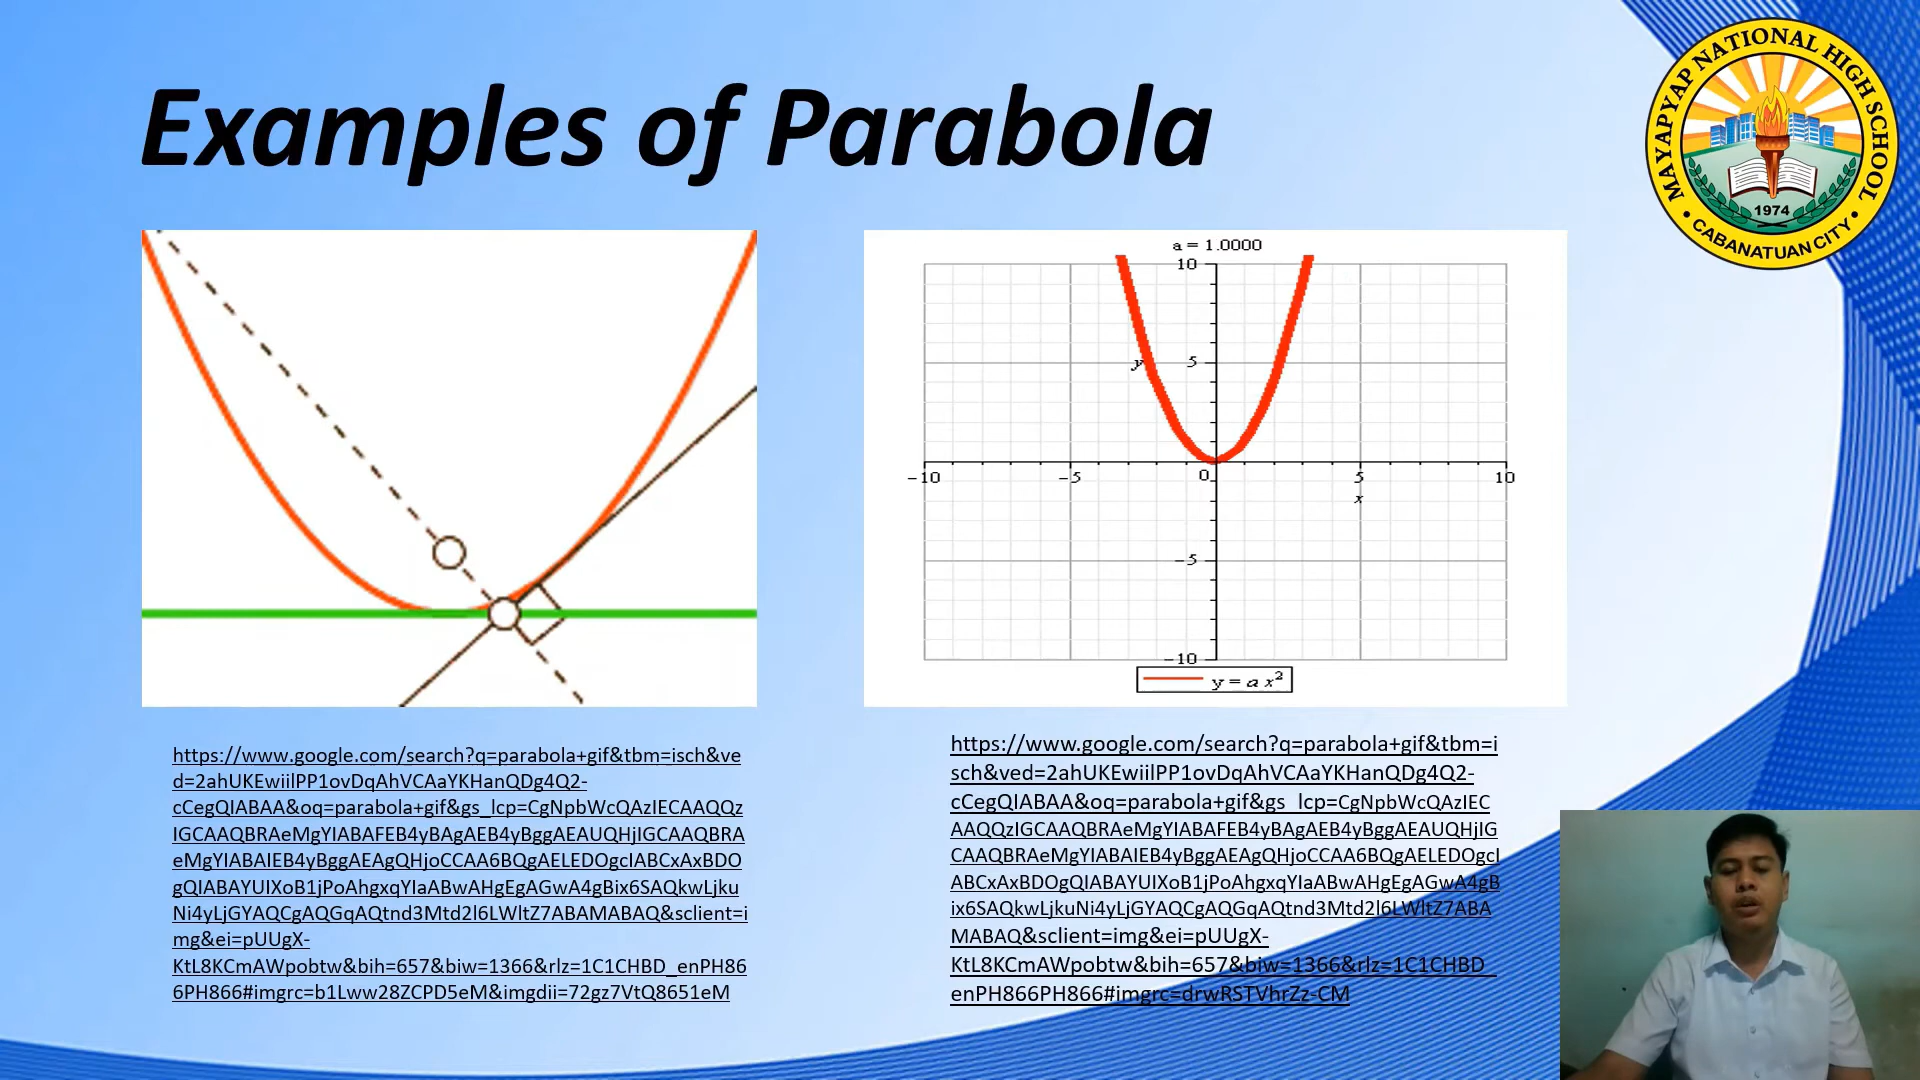 Examples of Parabola
MAYAPYAP NATIONAL HIGH SCHOOL
1974
• CABANATUAN CITY •
a = 1.0000
10
y
5
-10
-5
0
5
10
x
-5
-10
y = a x²
https://www.google.com/search?q=parabola+gif&tbm=isch&ve
d=2ahUKEwiilPP1ovDqAhVCAaYKHanQDg4Q2-
cCegQIABAA&oq=parabola+gif&gs_lcp=CgNpbWcQAzIECAAQQz
IGCAAQBRAeMgYIABAFEB4yBAgAEB4yBggAEAUQHjIGCAAQBRA
eMgYIABAIEB4yBggAEAgQHjoCCAA6BQgAELEDOgcIABCxAxBDO
gQIABAYUIXoB1jPoAhgxqYIaABwAHgEgAGwA4gBix6SAQkwLjku
Ni4yLjGYAQCgAQGqAQtnd3Mtd2l6LWltZ7ABAMABAQ&sclient=i
mg&ei=pUUgX-
KtL8KCmAWpobtw&bih=657&biw=1366&rlz=1C1CHBD_enPH86
6PH866#imgrc=b1Lww28ZCPD5eM&imgdii=72gz7VtQ8651eM
https://www.google.com/search?q=parabola+gif&tbm=i
sch&ved=2ahUKEwiilPP1ovDqAhVCAaYKHanQDg4Q2-
cCegQIABAA&oq=parabola+gif&gs_lcp=CgNpbWcQAzIEC
AAQQzIGCAAQBRAeMgYIABAFEB4yBAgAEB4yBggAEAUQHjIG
CAAQBRAeMgYIABAIEB4yBggAEAgQHjoCCAA6BQgAELEDOgcI
ABCxAxBDOgQIABAYUIXoB1jPoAhgxqYIaABwAHgEgAGwA4gB
ix6SAQkwLjkuNi4yLjGYAQCgAQGqAQtnd3Mtd2l6LWltZ7ABA
MABAQ&sclient=img&ei=pUUgX-
KtL8KCmAWpobtw&bih=657&biw=1366&rlz=1C1CHBD_
enPH866PH866#imgrc=drwRSTVhrZz-CM